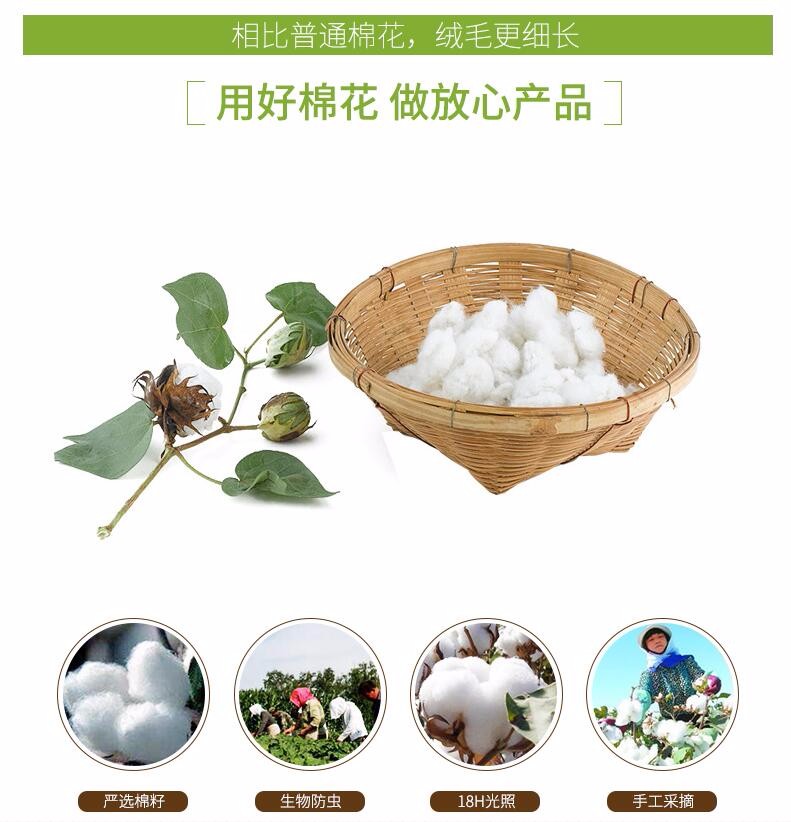 相比普通棉花，绒毛更细长
用好棉花 做放心产品
严选棉籽
生物防虫
18H光照
手工采摘